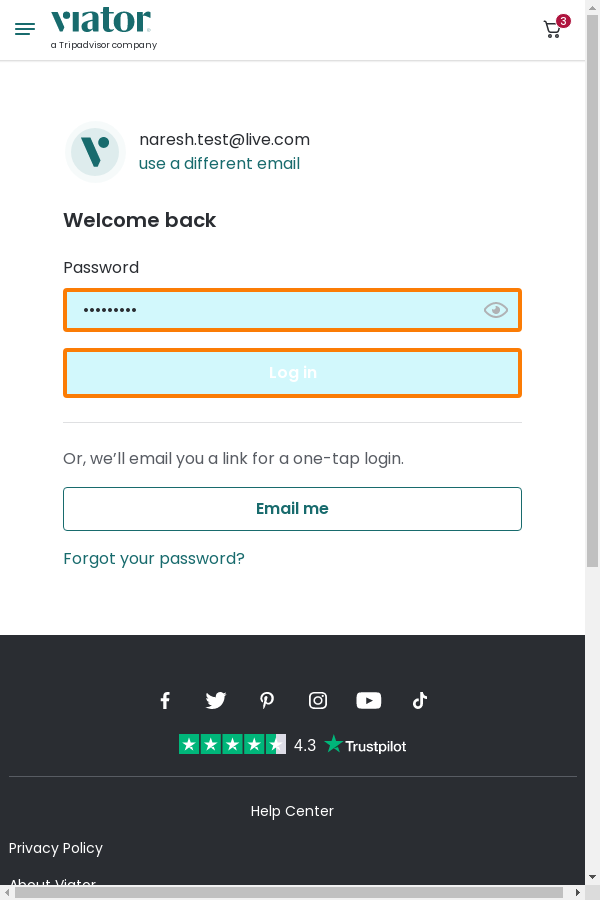 viator
a Tripadvisor company
3
naresh.test@live.com
use a different email
Welcome back
Password
•••••••••
Log in
Or, we’ll email you a link for a one-tap login.
Email me
Forgot your password?
4.3 Trustpilot
Help Center
Privacy Policy
About Viator